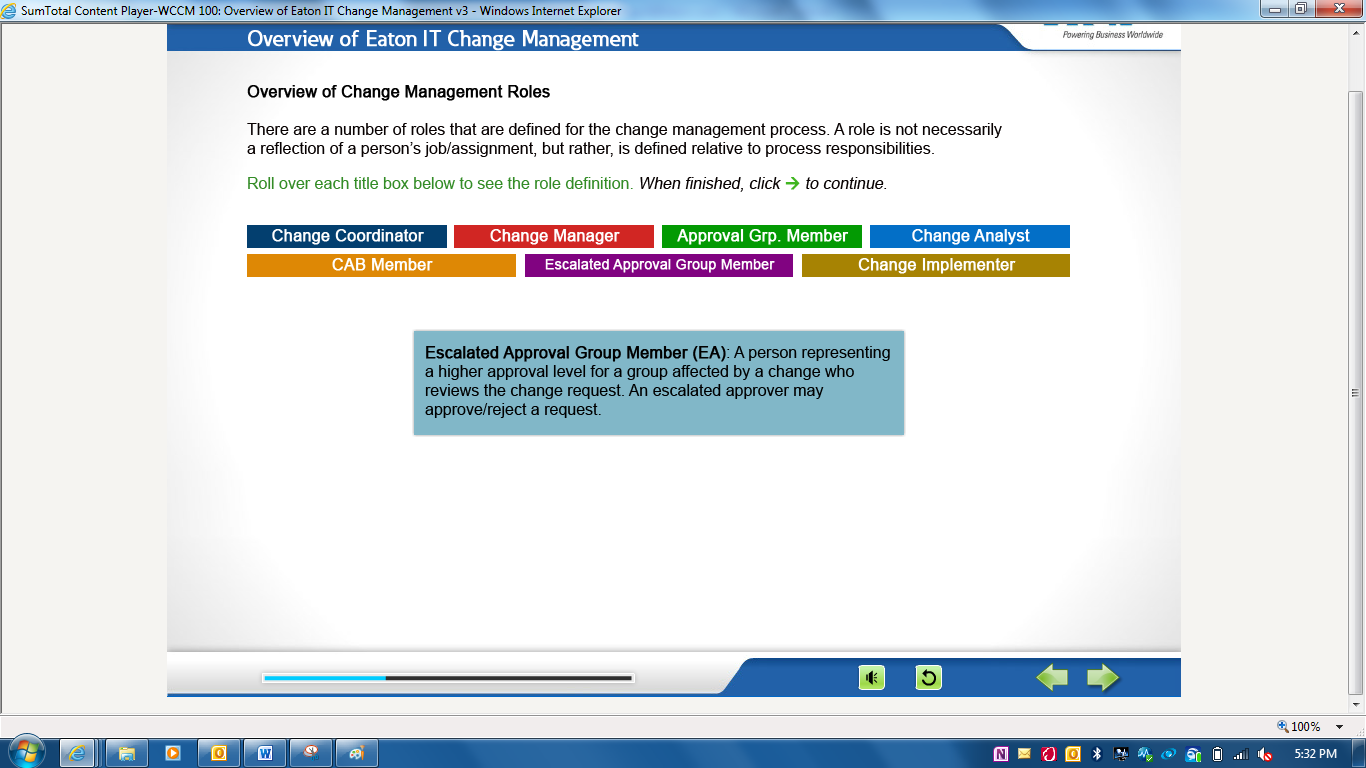 SumTotal Content Player-WCCM 100: Overview of Eaton IT Change Management v3 - Windows Internet Explorer
Overview of Eaton IT Change Management
Powering Business Worldwide
Overview of Change Management Roles
There are a number of roles that are defined for the change management process. A role is not necessarily
a reflection of a person's job/assignment, but rather, is defined relative to process responsibilities.
Roll over each title box below to see the role definition. When finished, click → to continue.
Change Coordinator
Change Manager
Approval Grp. Member
Change Analyst
CAB Member
Escalated Approval Group Member
Change Implementer
Escalated Approval Group Member (EA): A person representing
a higher approval level for a group affected by a change who
reviews the change request. An escalated approver may
approve/reject a request.
100%
5:32 PM